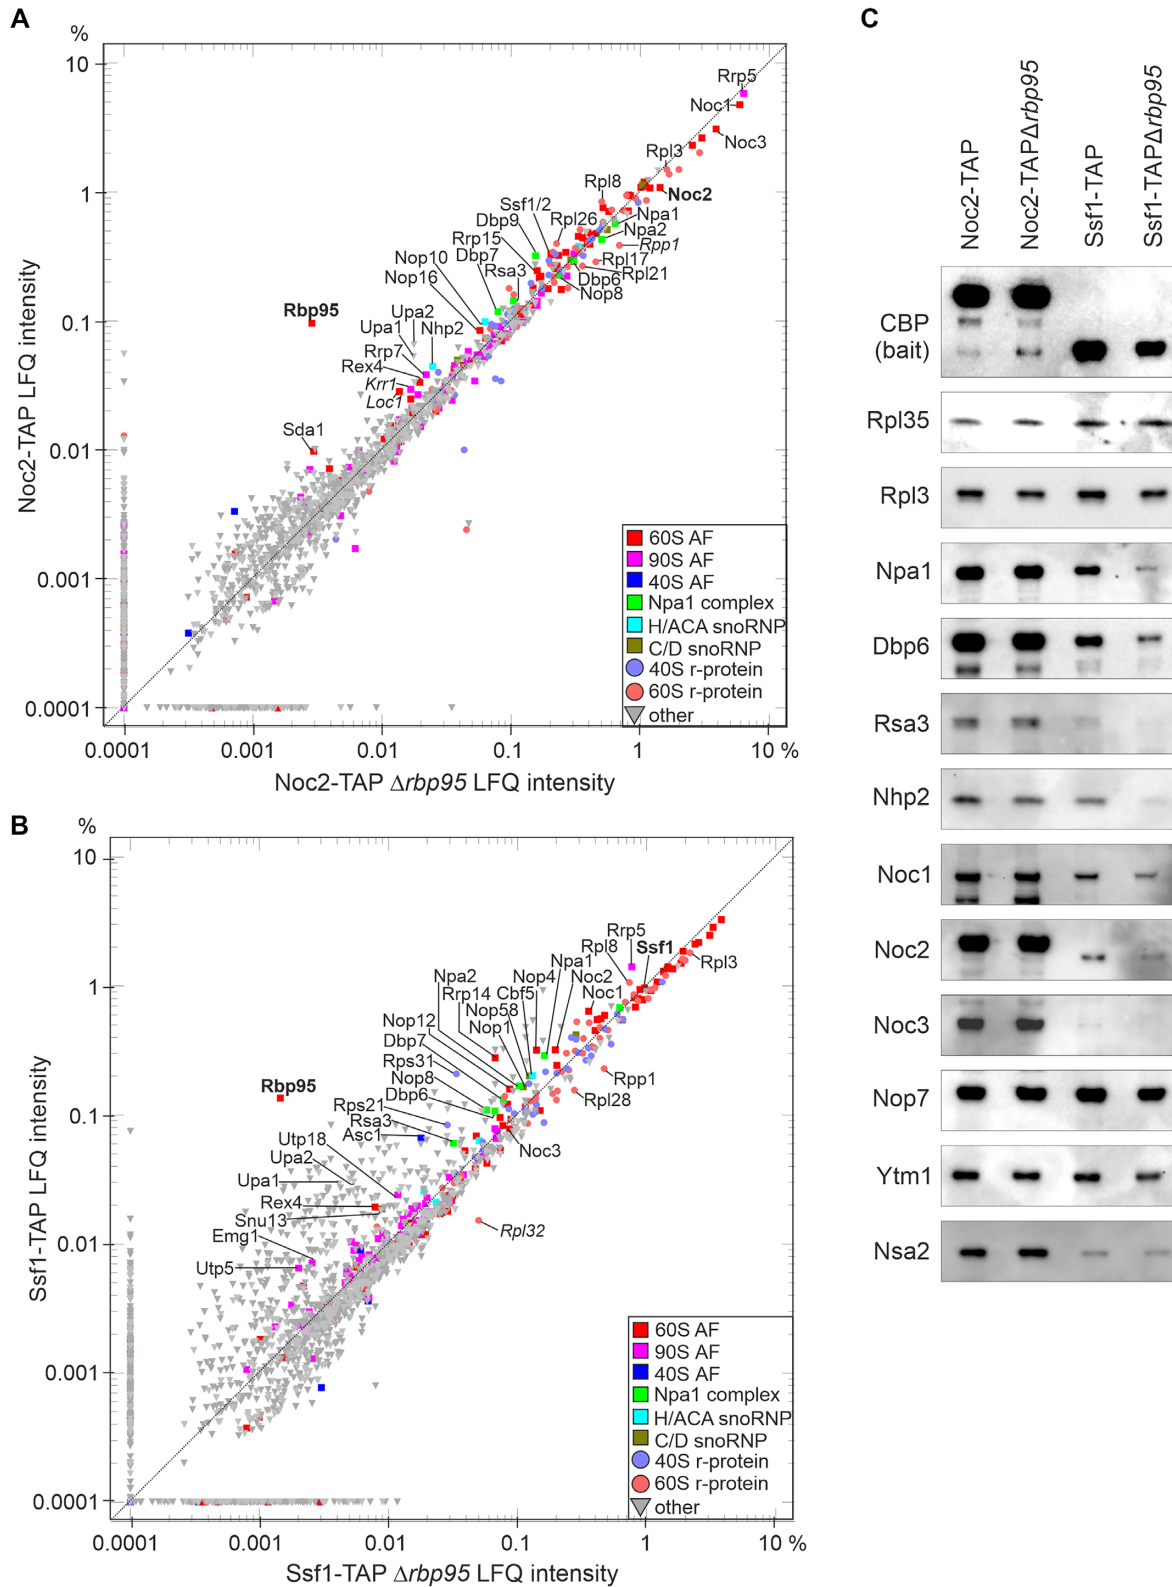 A
%
10
1
0.1
0.01
0.001
0.0001
Noc2-TAP LFQ intensity
Rrp5
Noc1
Noc3
Rpl3
Rpl8
Noc2
Ssf1/2
Npa1
Dbp9
Rpl26
Npa2
Rrp15
Rpp1
Nop10
Dbp7
Rpl17
Nop16
Rsa3
Dbp6
Rpl21
Nop8
Rbp95
Upa2
Upa1
Nhp2
Rrp7
Rex4
Krr1
Loc1
Sda1
60S AF
90S AF
40S AF
Npa1 complex
H/ACA snoRNP
C/D snoRNP
40S r-protein
60S r-protein
other
0.0001 0.001 0.01 0.1 1 10 %
Noc2-TAP Δrbp95 LFQ intensity
B
%
10
1
0.1
0.01
0.001
0.0001
Ssf1-TAP LFQ intensity
Rrp5
Rpl8
Ssf1
Rpl3
Npa1
Npa2
Nop4
Noc2
Rrp14
Cbf5
Noc1
Nop58
Nop12
Nop1
Dbp7
Rps31
Nop8
Rpp1
Rbp95
Dbp6
Rpl28
Rps21
Rsa3
Asc1
Noc3
Utp18
Upa2
Upa1
Rex4
Snu13
Rpl32
Emg1
Utp5
60S AF
90S AF
40S AF
Npa1 complex
H/ACA snoRNP
C/D snoRNP
40S r-protein
60S r-protein
other
0.0001 0.001 0.01 0.1 1 10 %
Ssf1-TAP Δrbp95 LFQ intensity
C
Noc2-TAP
Noc2-TAPΔrbp95
Ssf1-TAP
Ssf1-TAPΔrbp95
CBP
(bait)
Rpl35
Rpl3
Npa1
Dbp6
Rsa3
Nhp2
Noc1
Noc2
Noc3
Nop7
Ytm1
Nsa2